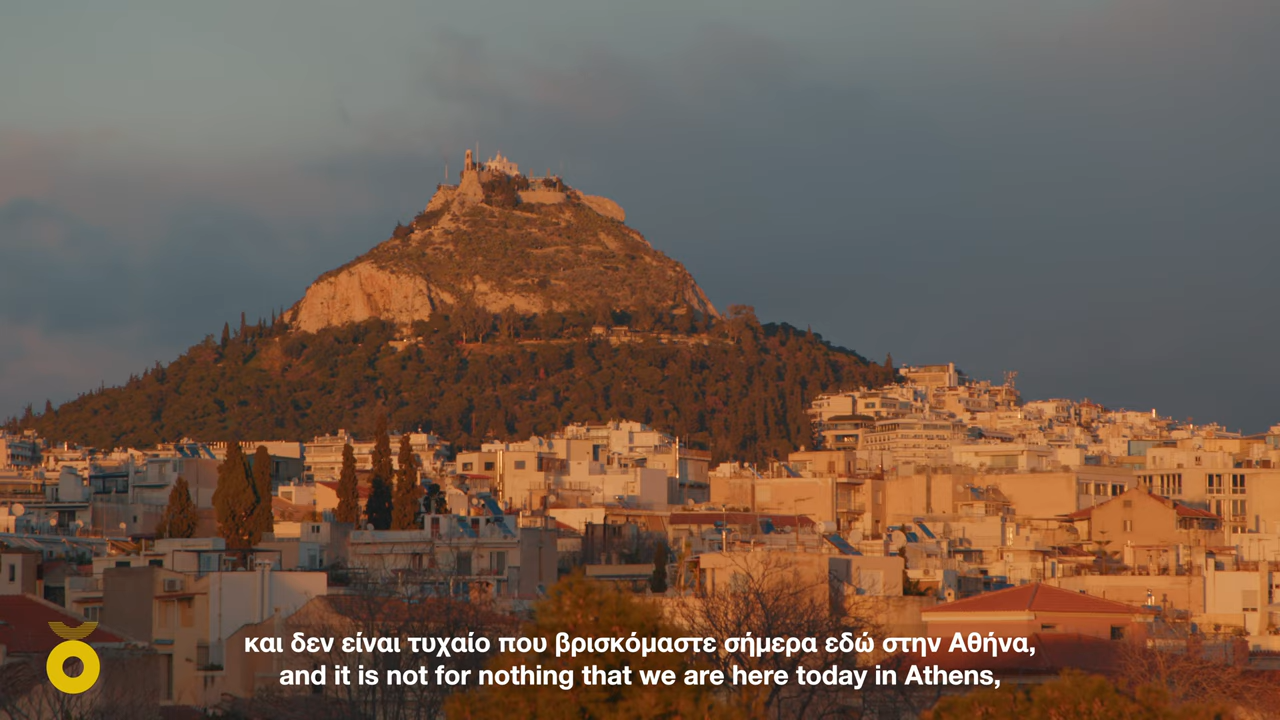 και δεν είναι τυχαίο που βρισκόμαστε σήμερα εδώ στην Αθήνα,
and it is not for nothing that we are here today in Athens,